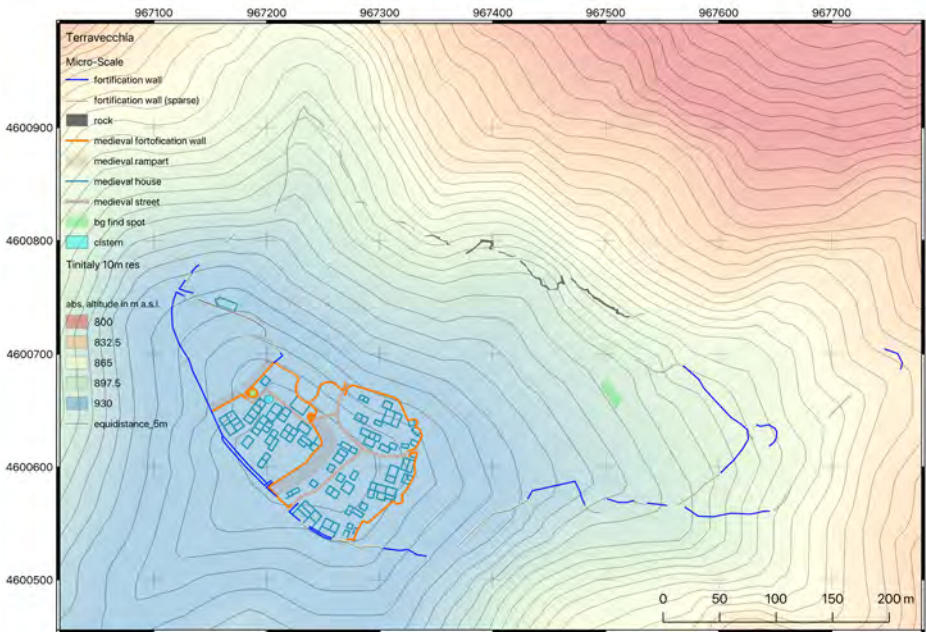 967100 967200 967300 967400 967500 967600 967700
Terravecchia
Micro-Scale
fortification wall
fortification wall (sparse)
4600900
rock
medieval fortofication wall
medieval rampart
medieval house
medieval street
bg find spot
4600800
cistern
Tinitaly 10m res
abs. altitude in m a.s.l.
800
832.5
4600700
865
897.5
930
equidistance_5m
4600600
4600500
0 50 100 150 200 m